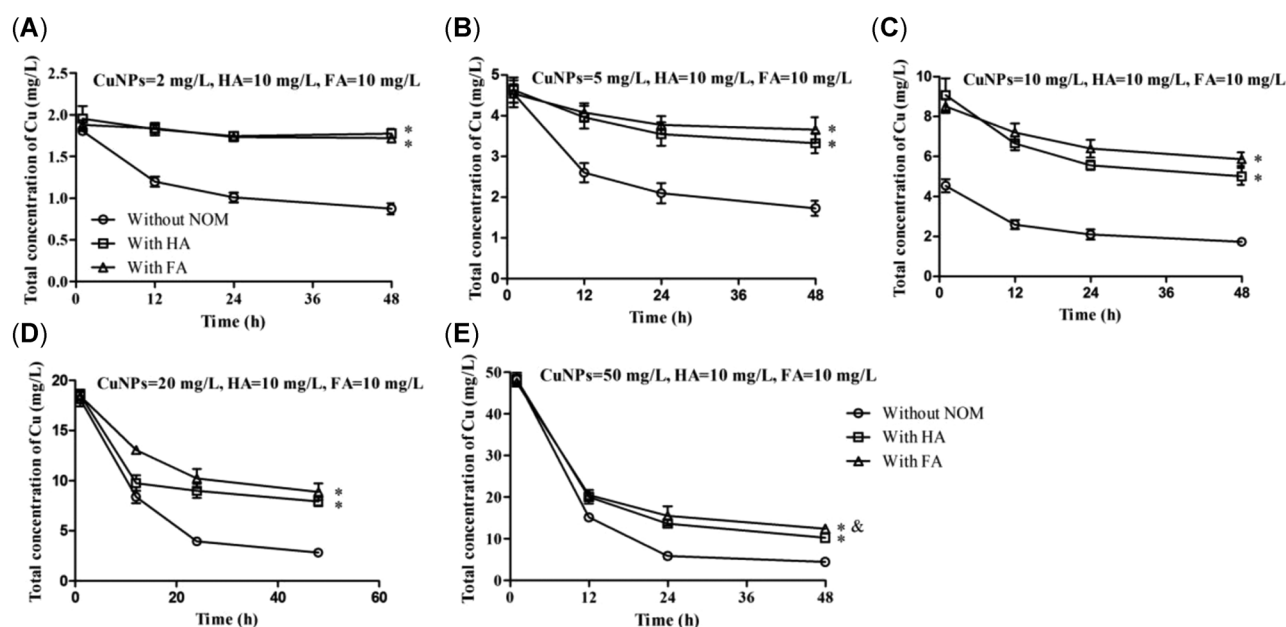 (A)
CuNPs=2 mg/L, HA=10 mg/L, FA=10 mg/L
Total concentration of Cu (mg/L)
2.5
2.0
1.5
1.0
0.5
0.0
*
*
Without NOM
With HA
With FA
0 12 24 36 48
Time (h)
(B)
CuNPs=5 mg/L, HA=10 mg/L, FA=10 mg/L
Total concentration of Cu (mg/L)
5
4
3
2
1
0
*
*
0 12 24 36 48
Time (h)
(C)
CuNPs=10 mg/L, HA=10 mg/L, FA=10 mg/L
Total concentration of Cu (mg/L)
10
8
6
4
2
0
*
*
0 12 24 36 48
Time (h)
(D)
CuNPs=20 mg/L, HA=10 mg/L, FA=10 mg/L
Total concentration of Cu (mg/L)
20
15
10
5
0
*
*
0 20 40 60
Time (h)
(E)
CuNPs=50 mg/L, HA=10 mg/L, FA=10 mg/L
Total concentration of Cu (mg/L)
50
40
30
20
10
0
* &
*
0 12 24 36 48
Time (h)
Without NOM
With HA
With FA